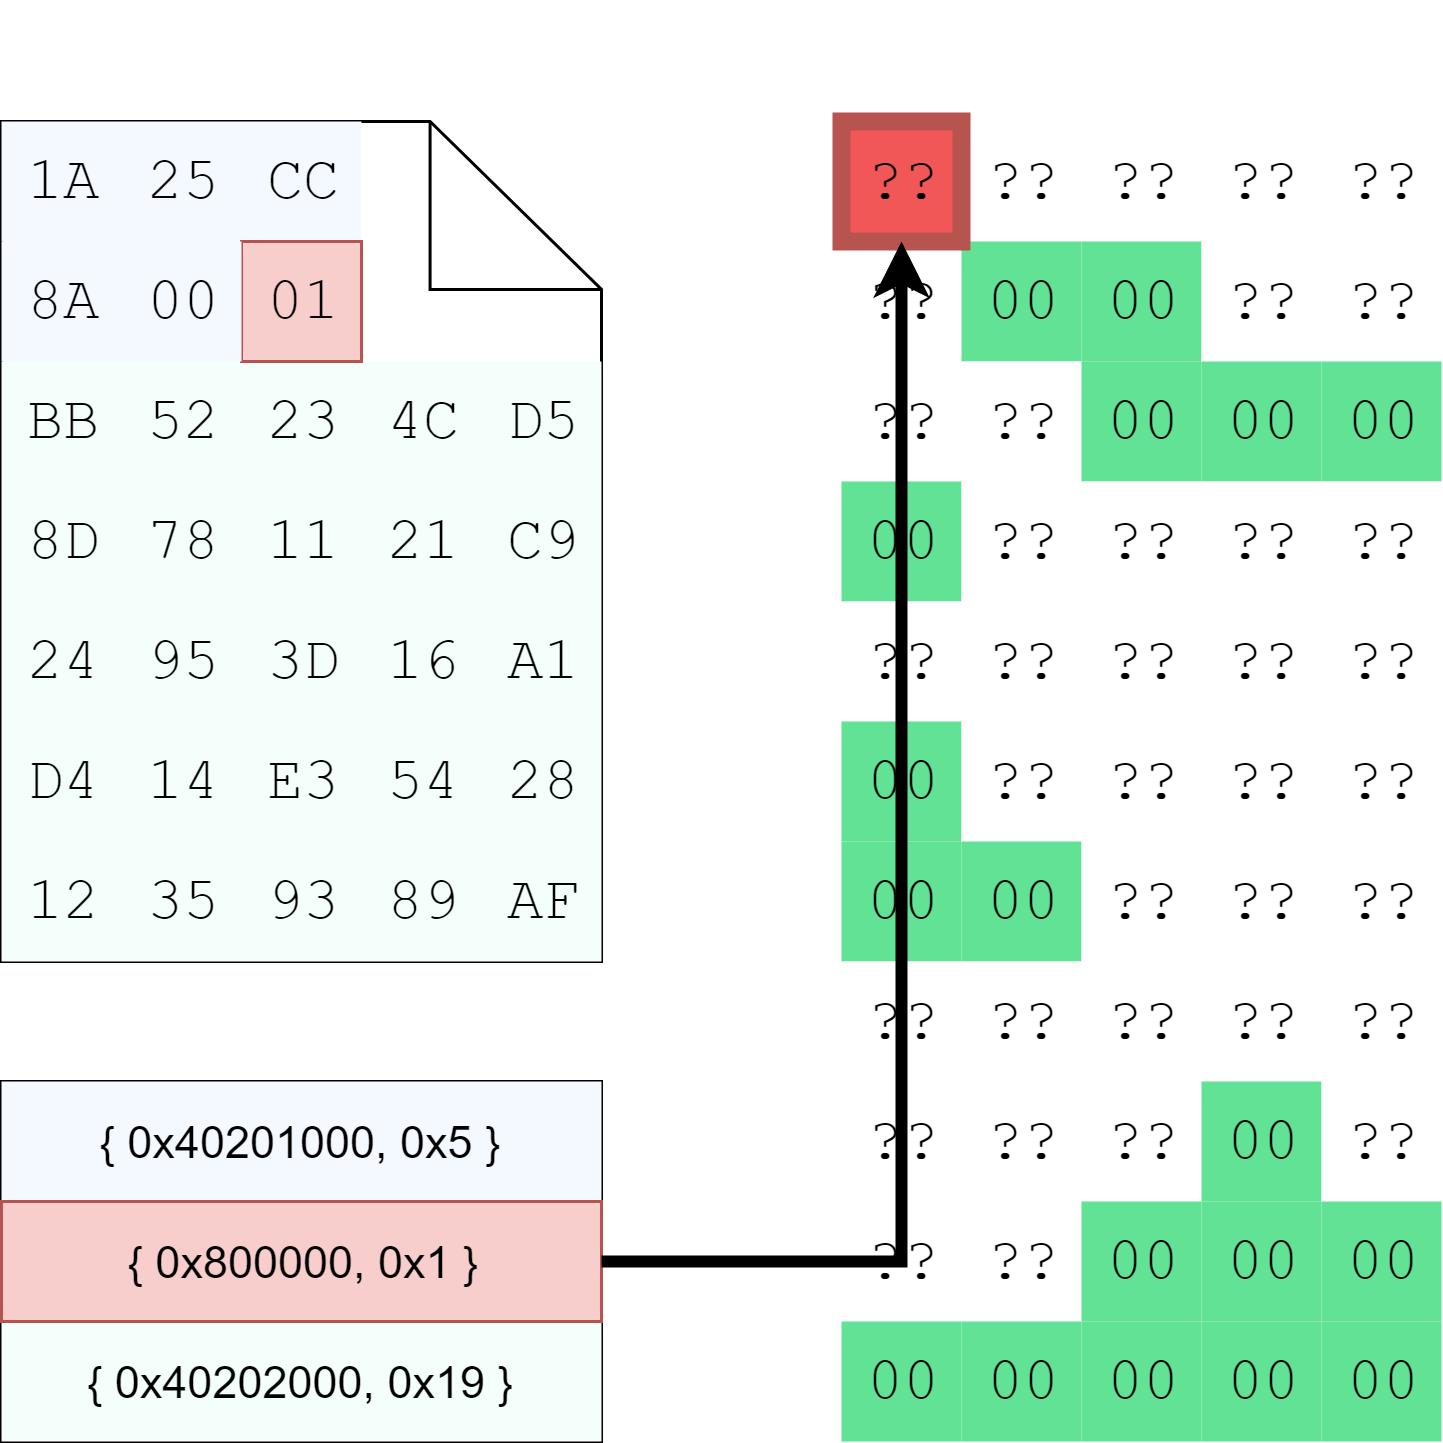 1A 25 CC
8A 00 01
BB 52 23 4C D5
8D 78 11 21 C9
24 95 3D 16 A1
D4 14 E3 54 28
12 35 93 89 AF
{ 0x40201000, 0x5 }
{ 0x800000, 0x1 }
{ 0x40202000, 0x19 }
?? ?? ?? ?? ??
?? 00 00 ?? ??
?? ?? 00 00 00
00 ?? ?? ?? ??
?? ?? ?? ?? ??
00 ?? ?? ?? ??
00 00 ?? ?? ??
?? ?? ?? ?? ??
?? ?? ?? 00 ??
?? ?? 00 00 00
00 00 00 00 00